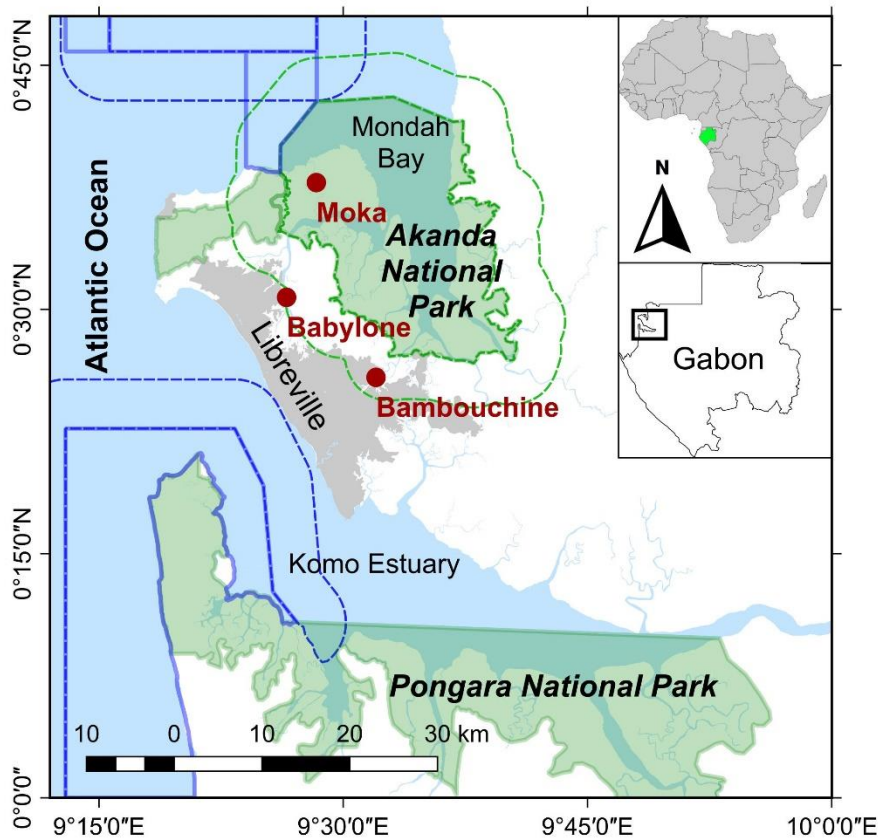 0°45'0"N
0°30'0"N
0°15'0"N
0°0'0"
Atlantic Ocean
Mondah
Bay
Moka
Akanda
National
Park
Babylone
Libreville
Bambouchine
Komo Estuary
Pongara National Park
10 0 10 20 30 km
9°15'0"E 9°30'0"E 9°45'0"E 10°0'0"E
N
Gabon